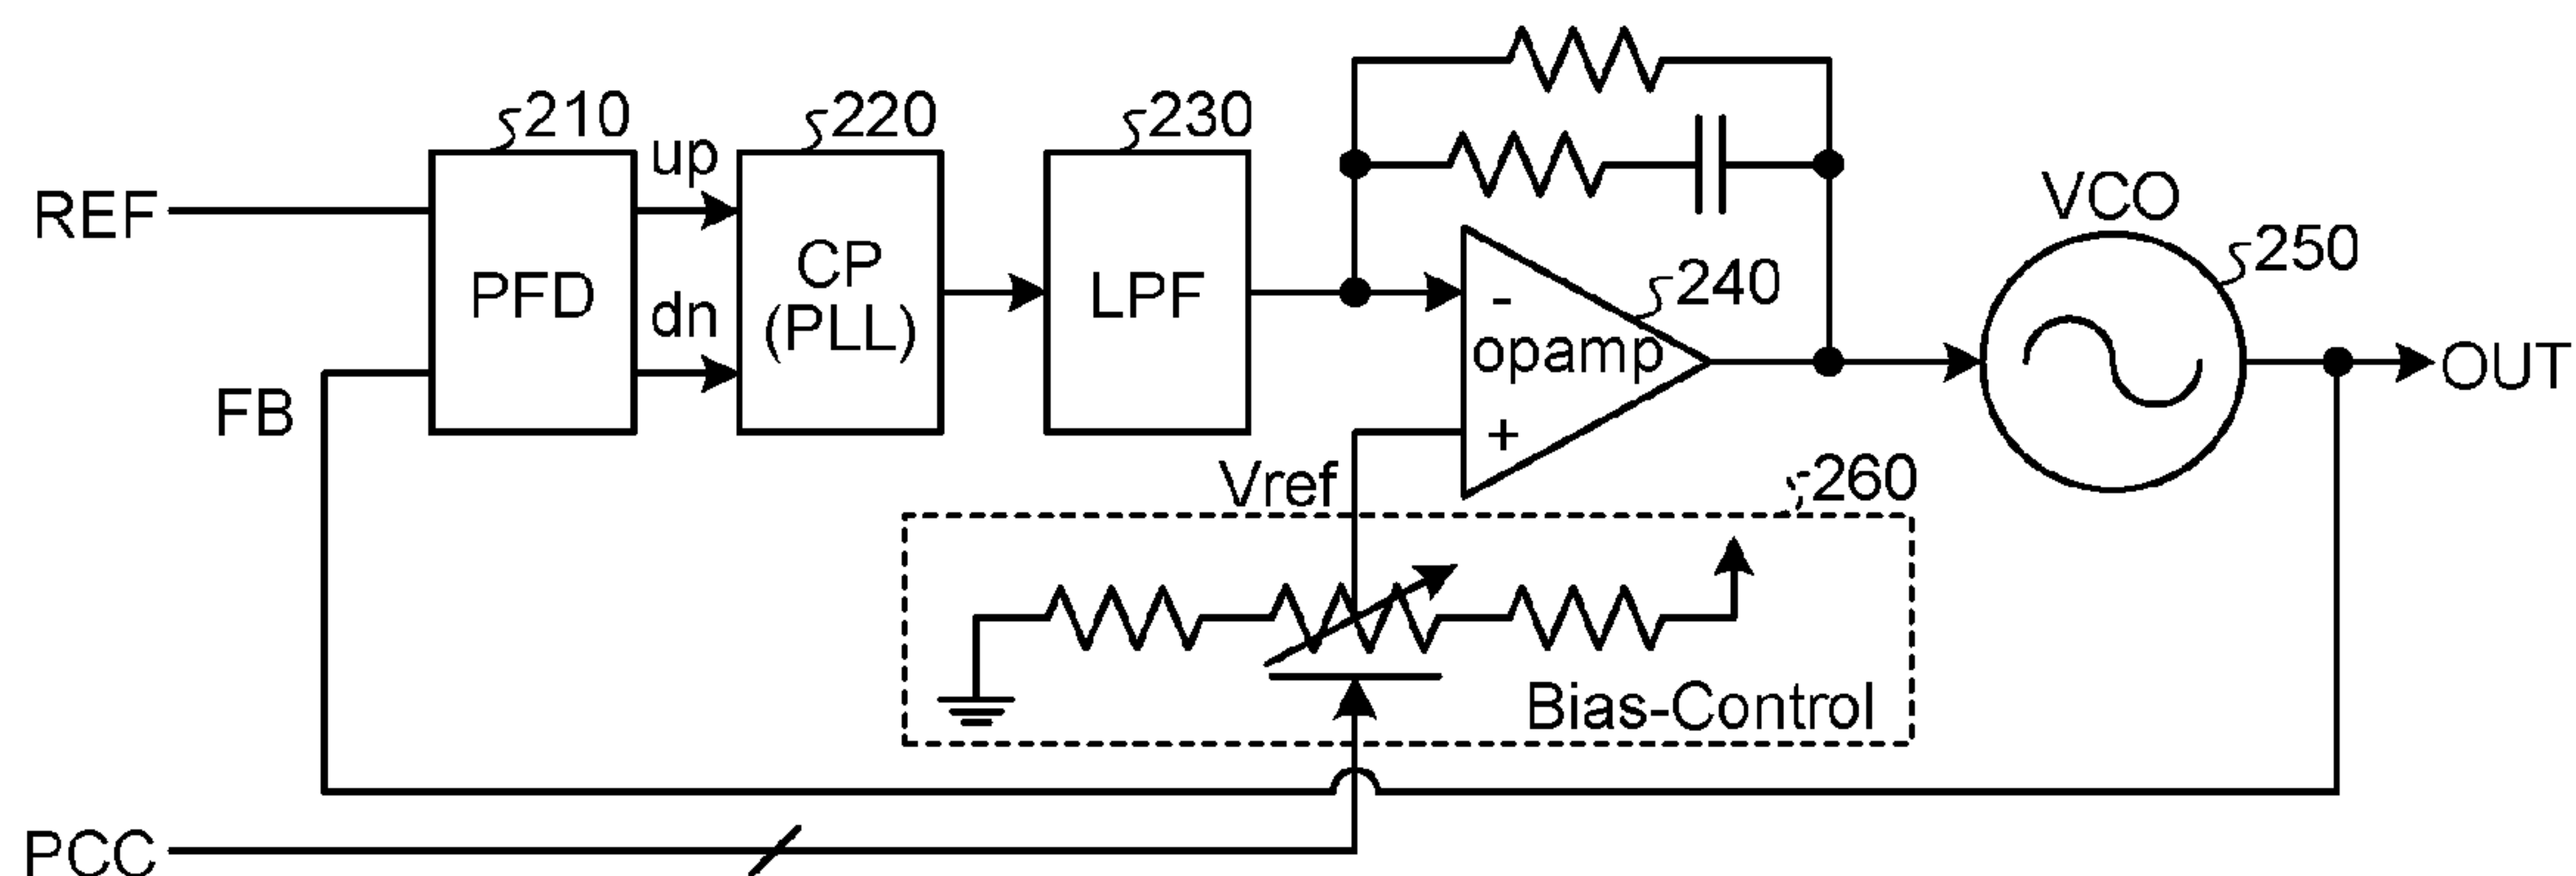 210
up
220
230
REF
PFD
CP
(PLL)
LPF
dn
FB
-
opamp
+
240
VCO
250
OUT
Vref
260
Bias-Control
PCC